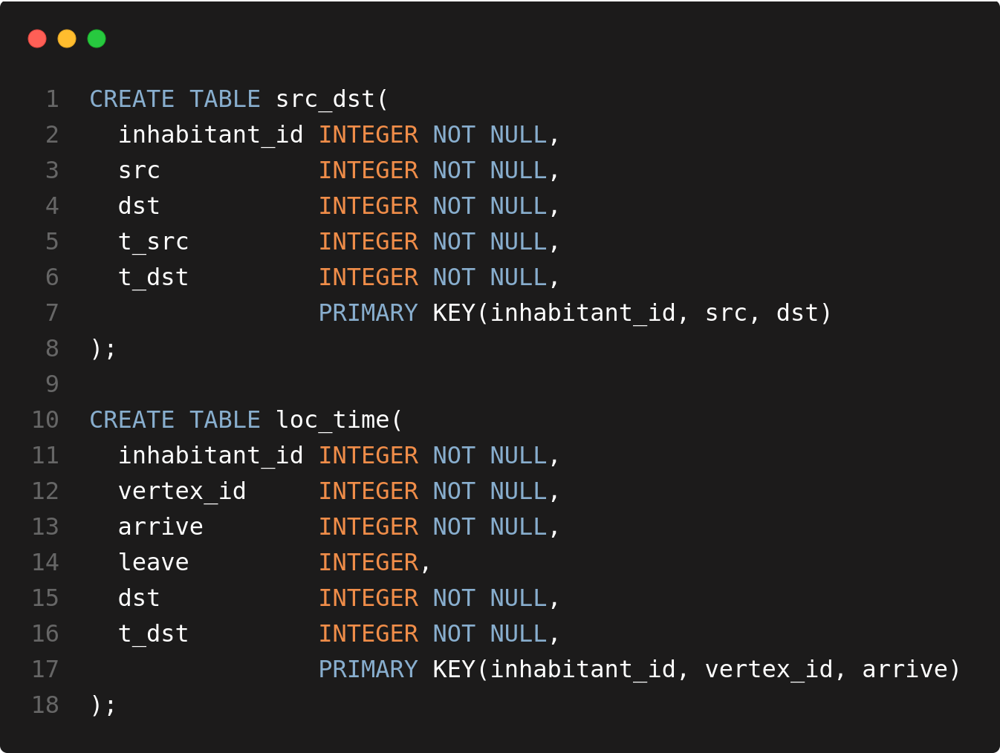 1 CREATE TABLE src_dst(
2   inhabitant_id INTEGER NOT NULL,
3   src           INTEGER NOT NULL,
4   dst           INTEGER NOT NULL,
5   t_src         INTEGER NOT NULL,
6   t_dst         INTEGER NOT NULL,
7                 PRIMARY KEY(inhabitant_id, src, dst)
8 );
9
10 CREATE TABLE loc_time(
11   inhabitant_id INTEGER NOT NULL,
12   vertex_id     INTEGER NOT NULL,
13   arrive        INTEGER NOT NULL,
14   leave         INTEGER,
15   dst           INTEGER NOT NULL,
16   t_dst         INTEGER NOT NULL,
17                 PRIMARY KEY(inhabitant_id, vertex_id, arrive)
18 );